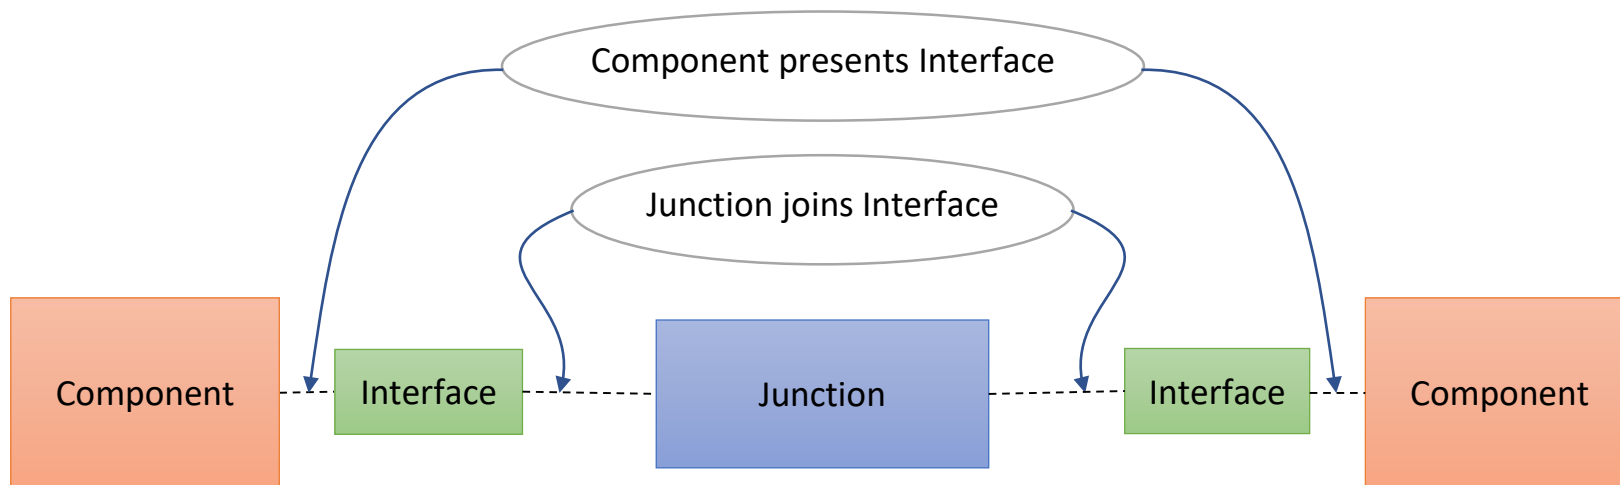 Component presents Interface
Junction joins Interface
Component
Interface
Junction
Interface
Component